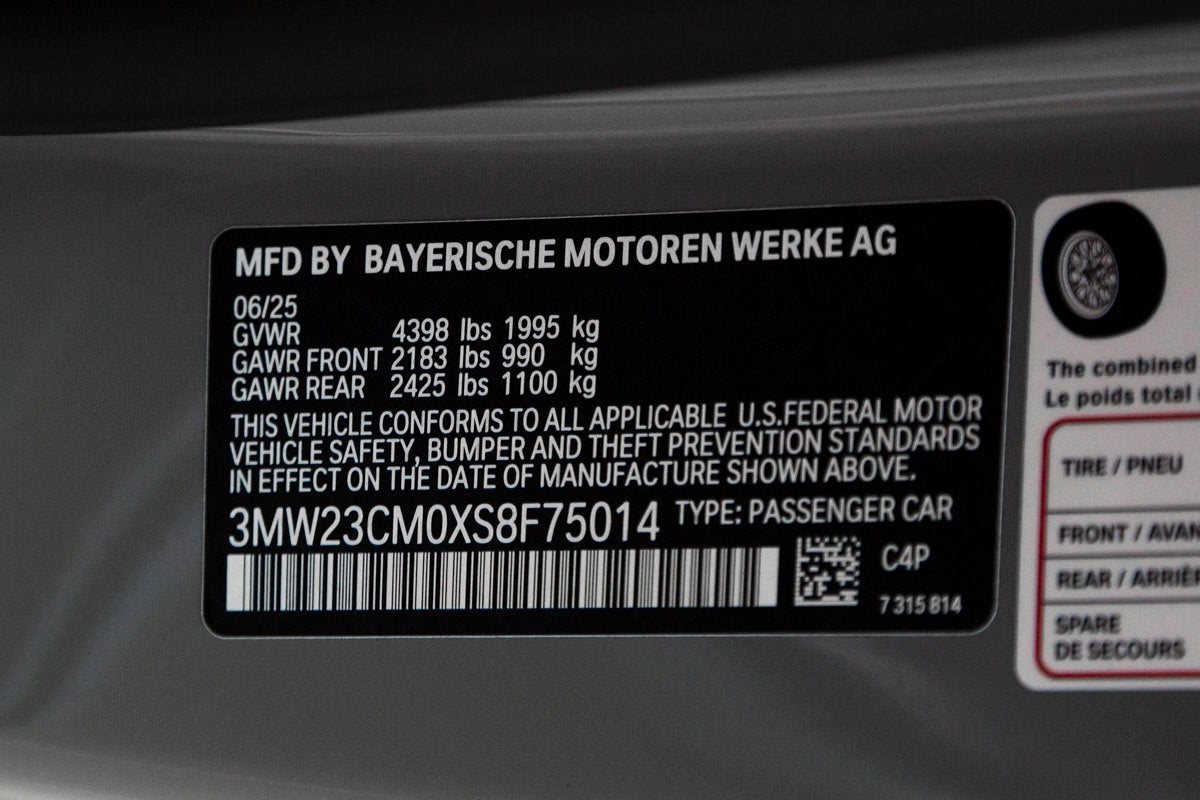 MFD BY BAYERISCHE MOTOREN WERKE AG
06/25
GVWR 4398 lbs 1995 kg
GAWR FRONT 2183 lbs 990 kg
GAWR REAR 2425 lbs 1100 kg
THIS VEHICLE CONFORMS TO ALL APPLICABLE U.S.FEDERAL MOTOR
VEHICLE SAFETY, BUMPER AND THEFT PREVENTION STANDARDS
IN EFFECT ON THE DATE OF MANUFACTURE SHOWN ABOVE.
3MW23CM0XS8F75014 TYPE: PASSENGER CAR
C4P
7 315 814
The combined
Le poids total
TIRE / PNEU
FRONT / AVAN
REAR / ARRIÈ
SPARE
DE SECOURS